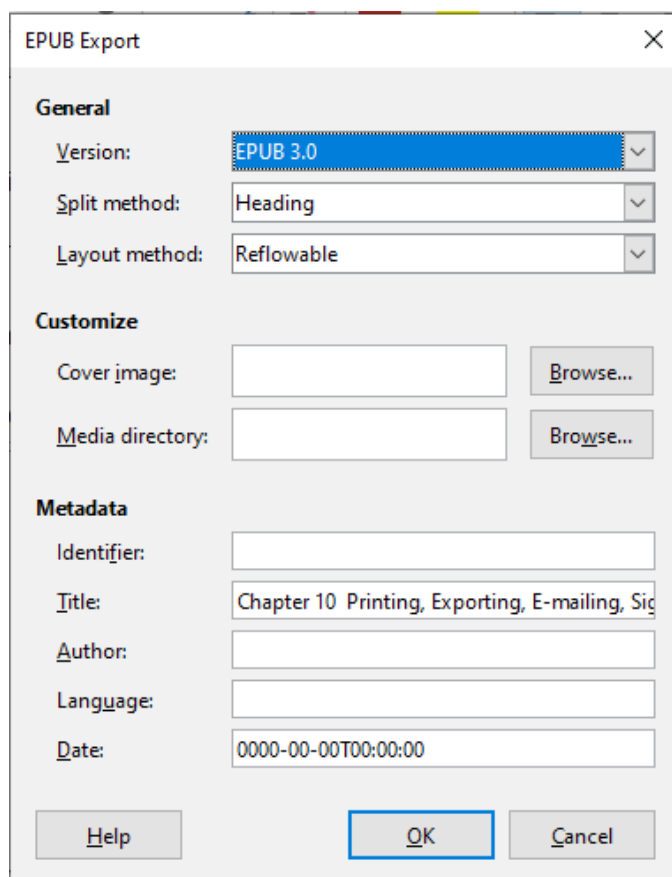 EPUB Export
General
Version: EPUB 3.0
Split method: Heading
Layout method: Reflowable
Customize
Cover image: Browse...
Media directory: Browse...
Metadata
Identifier:
Title: Chapter 10 Printing, Exporting, E-mailing, Sig
Author:
Language:
Date: 0000-00-00T00:00:00
Help OK Cancel